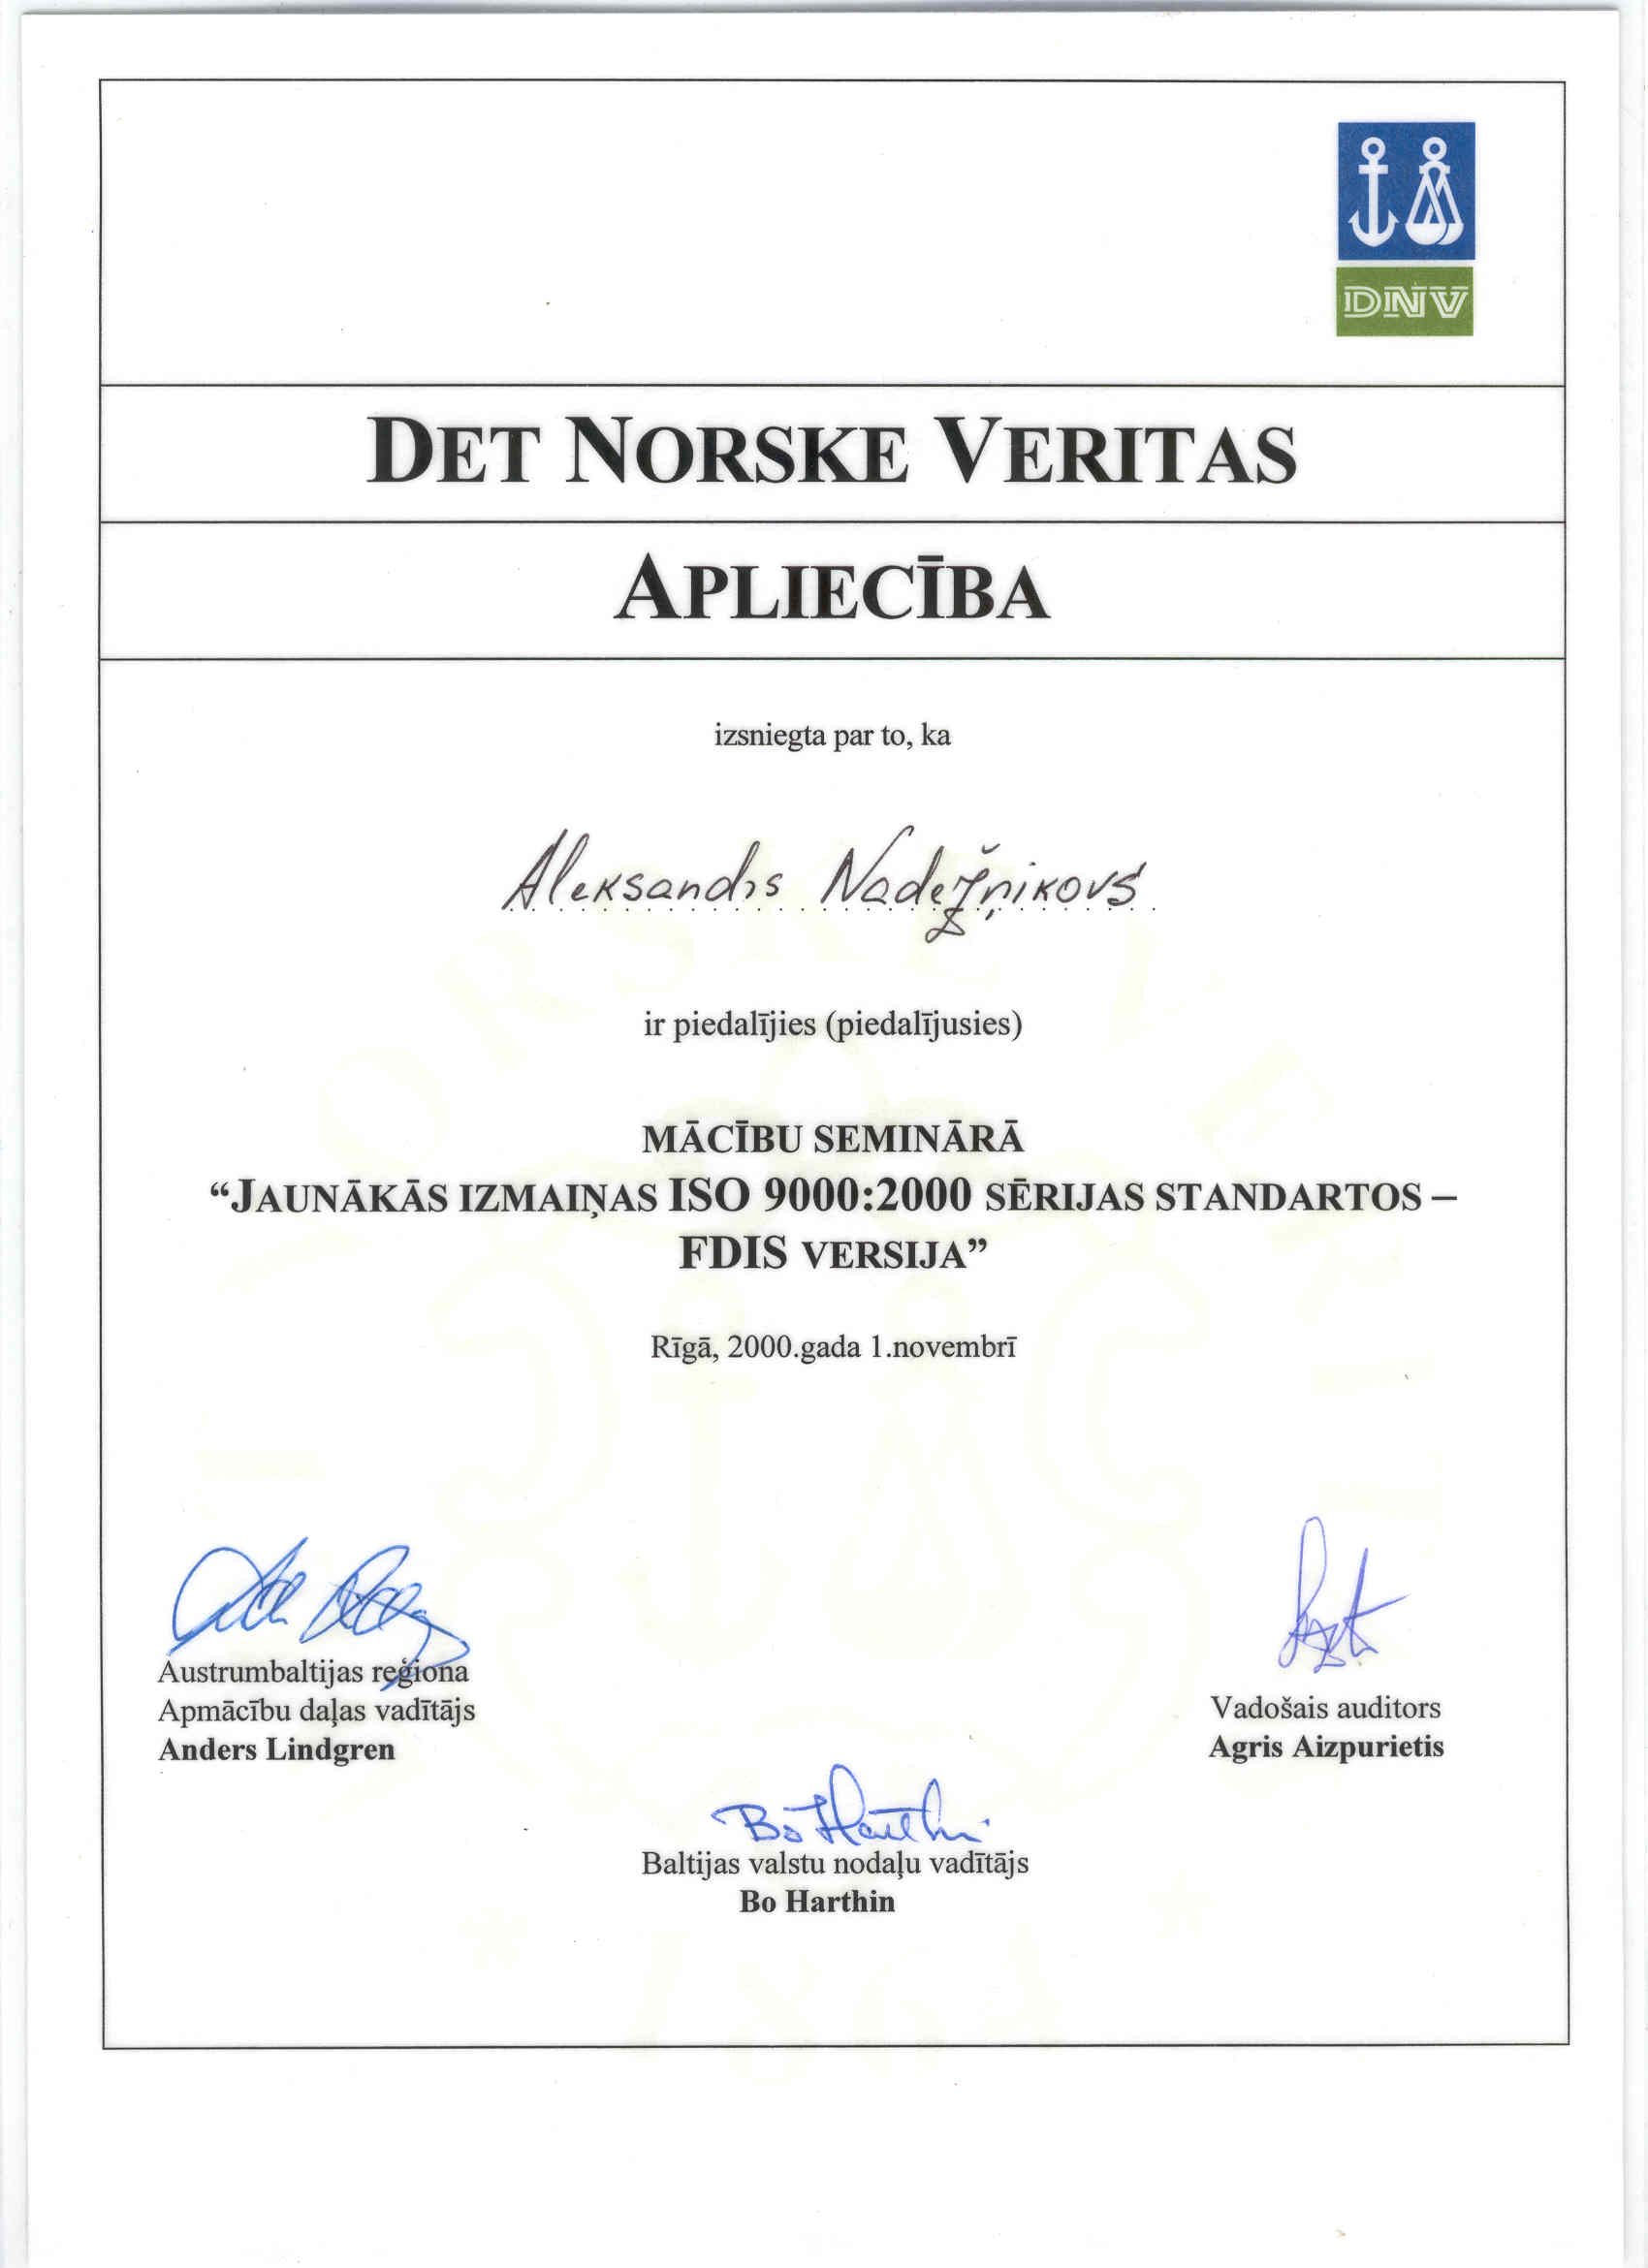 DNV
DET NORSKE VERITAS
APLIECĪBA
izsniegta par to, ka
Aleksandrs Nadežņikovs
ir piedalījies (piedalījusies)
MĀCĪBU SEMINĀRĀ
“JAUNĀKĀS IZMAIŅAS ISO 9000:2000 SĒRIJAS STANDARTOS –
FDIS VERSIJA”
Rīgā, 2000.gada 1.novembrī
Austrumbaltijas reģiona
Apmācību daļas vadītājs
Anders Lindgren
Vadošais auditors
Agris Aizpurietis
Bo Harthin
Baltijas valstu nodaļu vadītājs
Bo Harthin